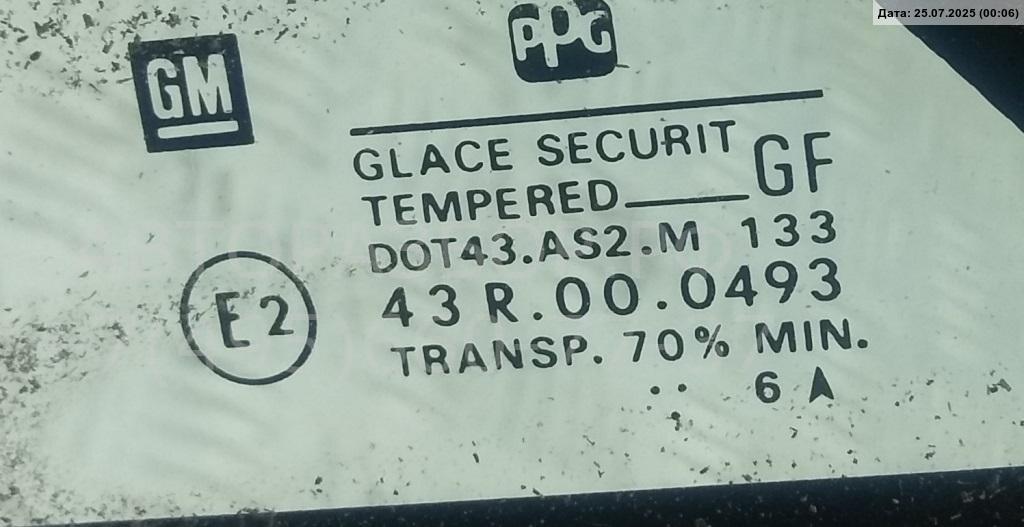 Дата: 25.07.2025 (00:06)
GM
PPG
GLACE SECURIT
TEMPERED GF
DOT43.AS2.M 133
E2
43 R.00.0493
TRANSP. 70% MIN.
.. 6 A